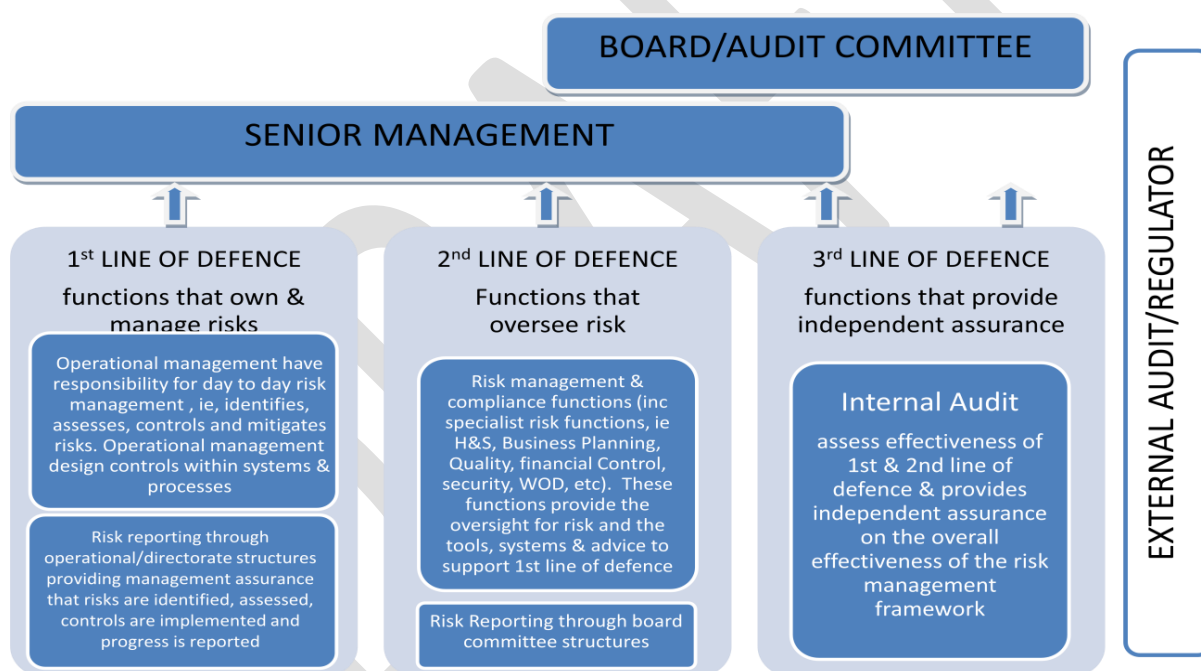 BOARD/AUDIT COMMITTEE
SENIOR MANAGEMENT
1st LINE OF DEFENCE
functions that own &
manage risks
Operational management have
responsibility for day to day risk
management , ie, identifies,
assesses, controls and mitigates
risks. Operational management
design controls within systems &
processes
Risk reporting through
operational/directorate structures
providing management assurance
that risks are identified, assessed,
controls are implemented and
progress is reported
2nd LINE OF DEFENCE
Functions that
oversee risk
Risk management &
compliance functions (inc
specialist risk functions, ie
H&S, Business Planning,
Quality, financial Control,
security, WOD, etc).  These
functions provide the
oversight for risk and the
tools, systems & advice to
support 1st line of defence
Risk Reporting through board
committee structures
3rd LINE OF DEFENCE
functions that provide
independent assurance
Internal Audit
assess effectiveness of
1st & 2nd line of
defence & provides
independent assurance
on the overall
effectiveness of the risk
management
framework
EXTERNAL AUDIT/REGULATOR